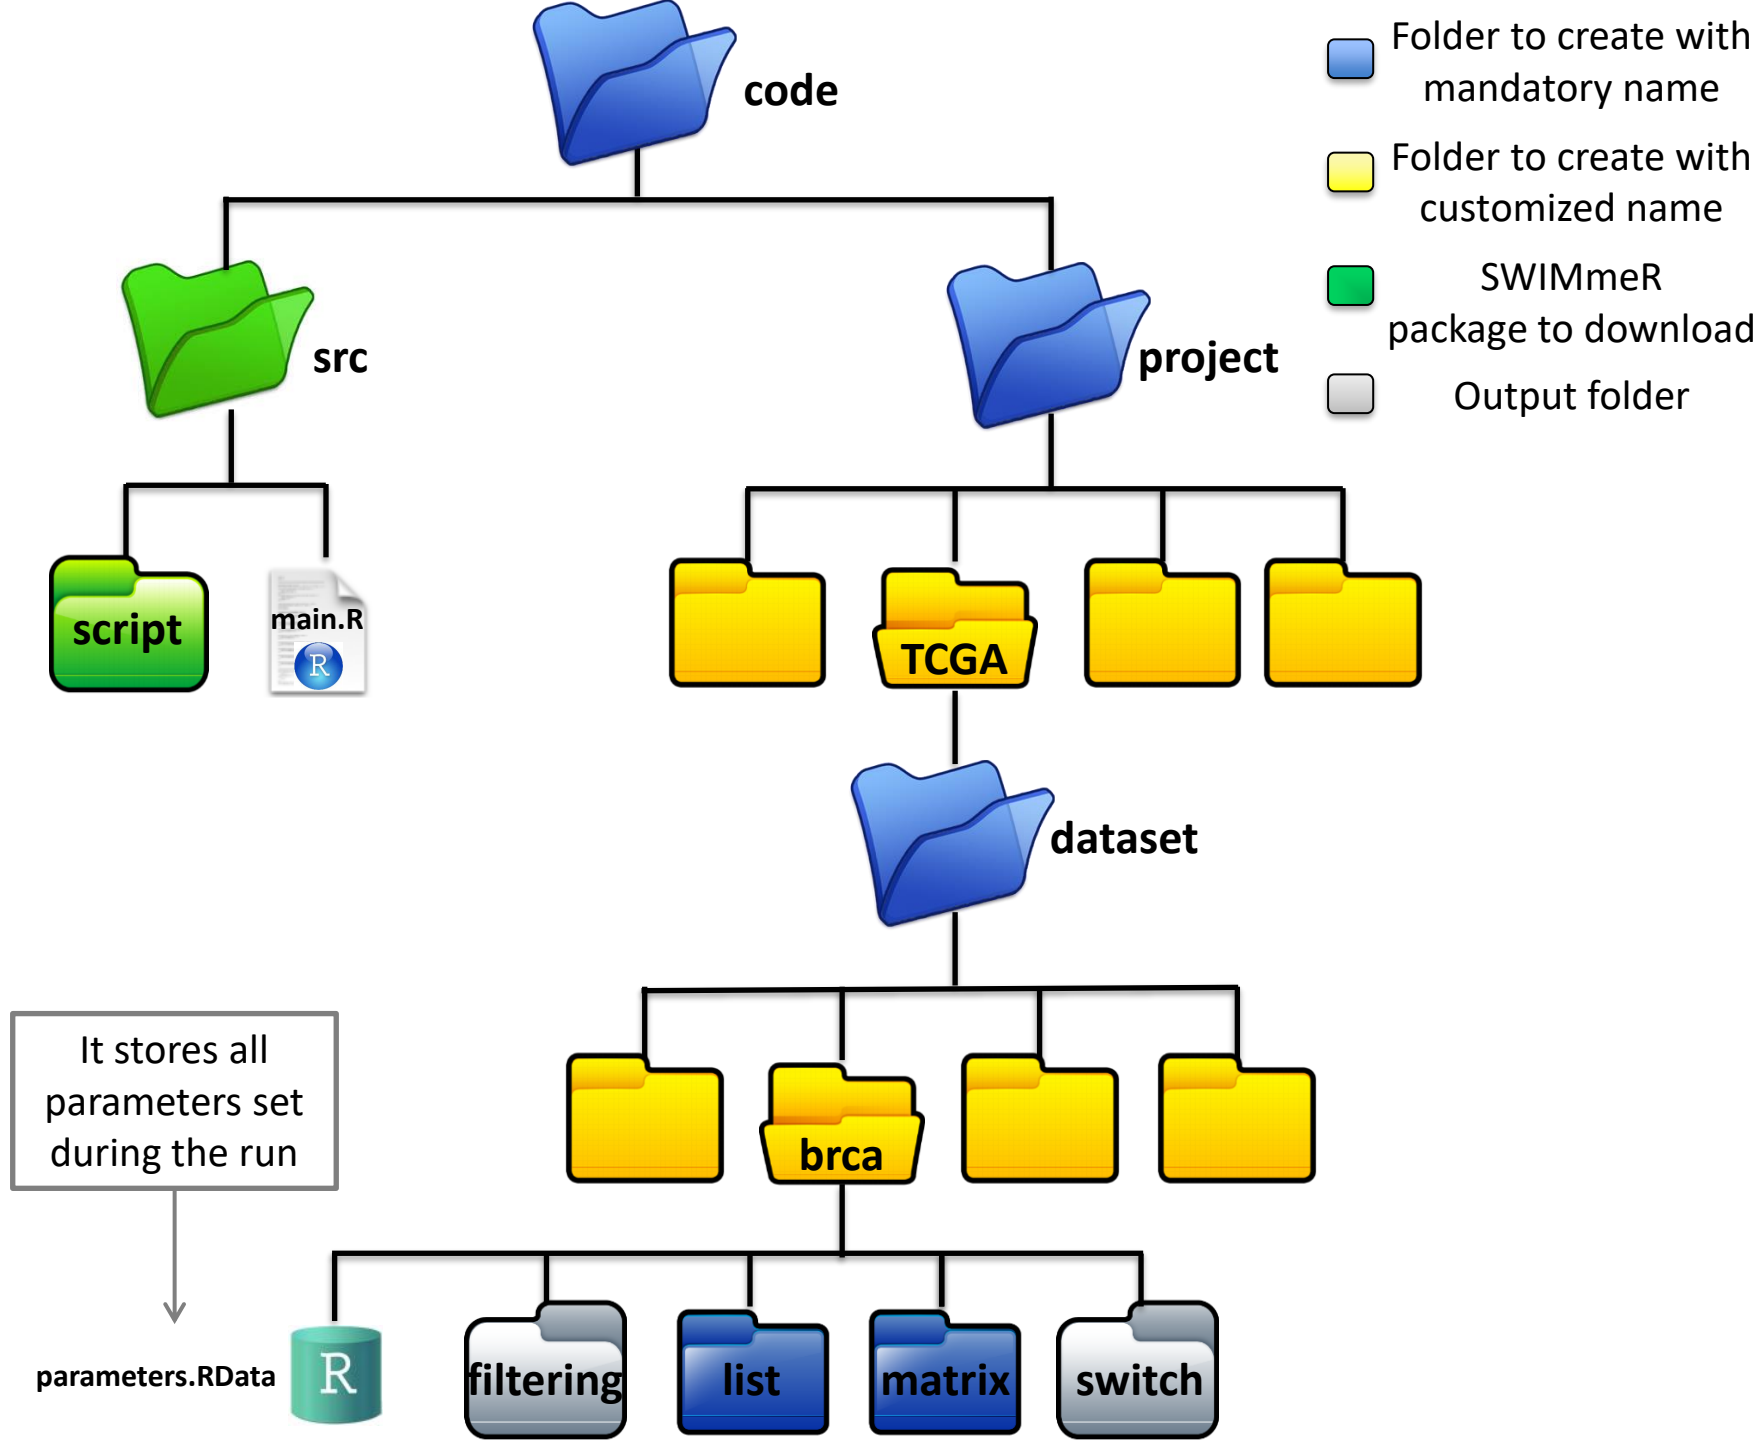 code
Folder to create with
mandatory name
Folder to create with
customized name
SWIMmeR
package to download
Output folder
src
project
script
main.R
R
TCGA
dataset
It stores all
parameters set
during the run
brca
parameters.RData
R
filtering
list
matrix
switch